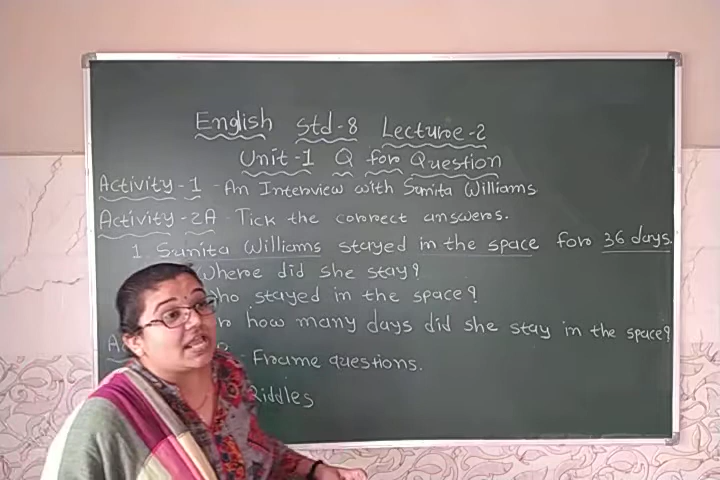 English std-8 Lecture-2
Unit-1 Q for Question
Activity-1 - An Interview with Sunita Williams
Activity-2A - Tick the correct answers.
1. Sunita Williams stayed in the space for 36 days.
Where did she stay?
stayed in the space?
how many days did she stay in the space?
- Frame questions.
Riddles